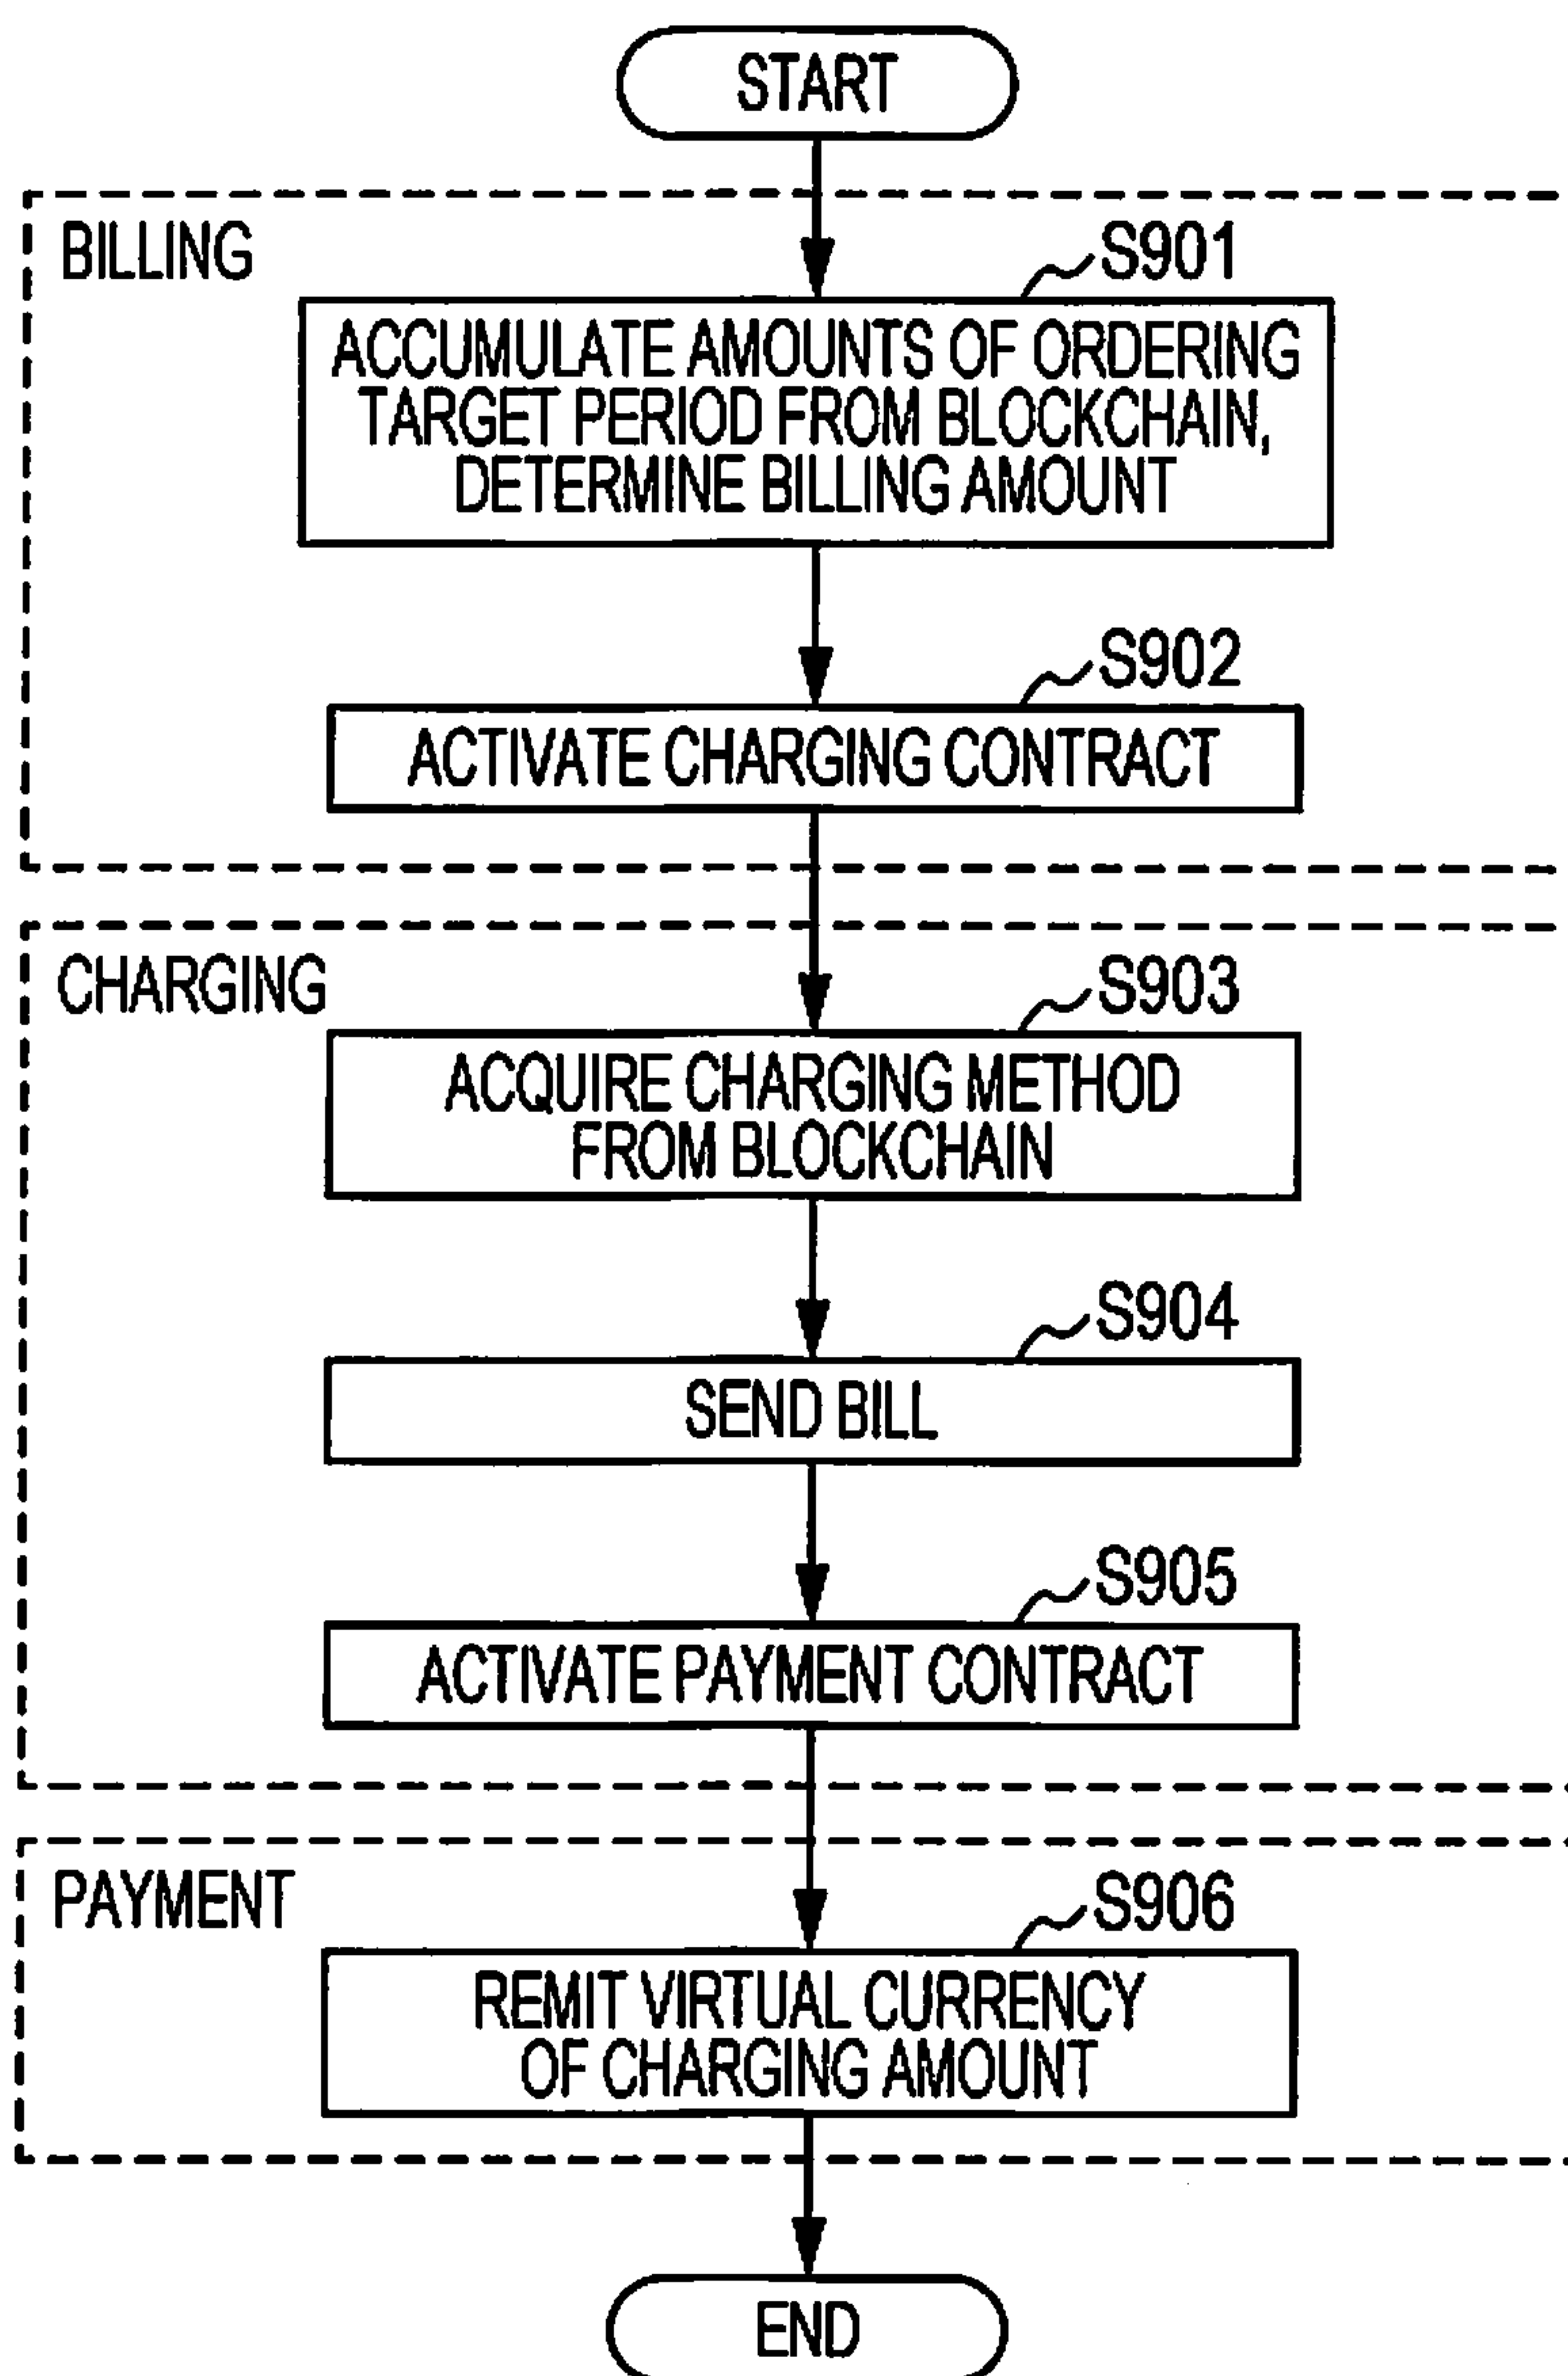 START
BILLING
S901
ACCUMULATE AMOUNTS OF ORDERING
TARGET PERIOD FROM BLOCKCHAIN,
DETERMINE BILLING AMOUNT
S902
ACTIVATE CHARGING CONTRACT
CHARGING
S903
ACQUIRE CHARGING METHOD
FROM BLOCKCHAIN
S904
SEND BILL
S905
ACTIVATE PAYMENT CONTRACT
PAYMENT
S906
REMIT VIRTUAL CURRENCY
OF CHARGING AMOUNT
END